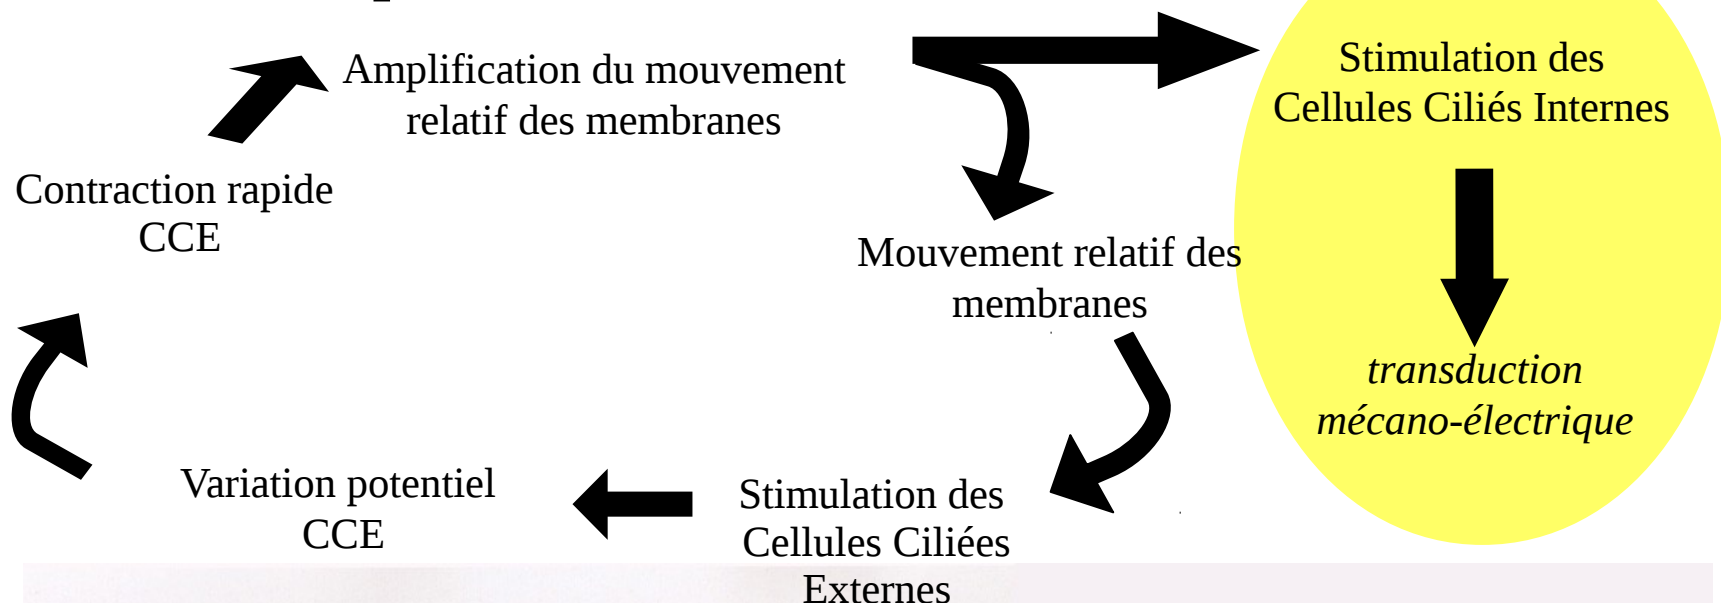 Amplification du mouvement
relatif des membranes
Stimulation des
Cellules Ciliés Internes
Contraction rapide
CCE
Mouvement relatif des
membranes
transduction
mécano-électrique
Variation potentiel
CCE
Stimulation des
Cellules Ciliées
Externes